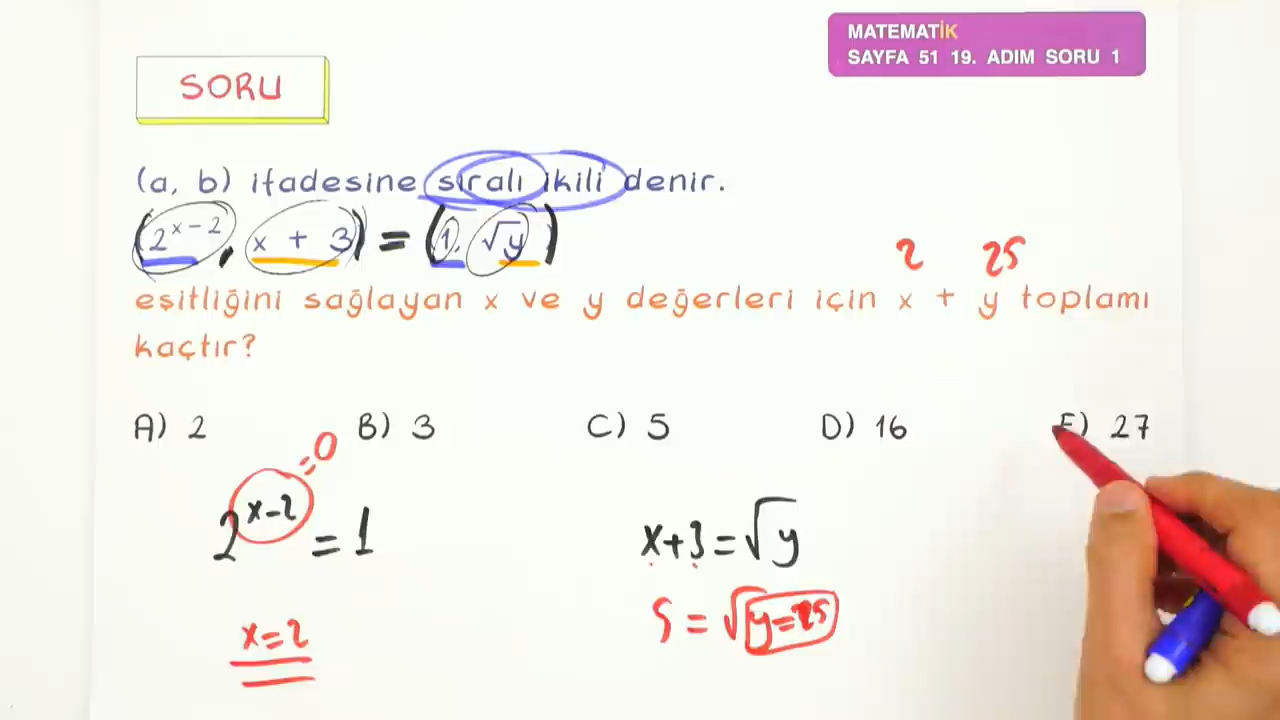 MATEMATİK
SAYFA 51 19. ADIM SORU 1
SORU
(a, b) ifadesine sıralı ikili denir.
(2^{x-2}, x + 3) = (1, √y)
2 25
eşitliğini sağlayan x ve y değerleri için x + y toplamı
kaçtır?
A) 2 B) 3 C) 5 D) 16 E) 27
=0
2^{x-2} = 1
x+3=√y
5 = √y=25
x=2